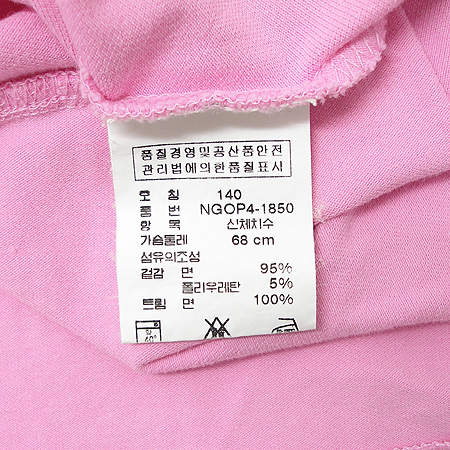 품질경영및공산품안전
관리법에의한품질표시
호 칭 140
품 번 NGOP4-1850
항 목 신체치수
가슴둘레 68 cm
섬유의조성
겉감 면 95%
폴리우레탄 5%
트림 면 100%
약
40°